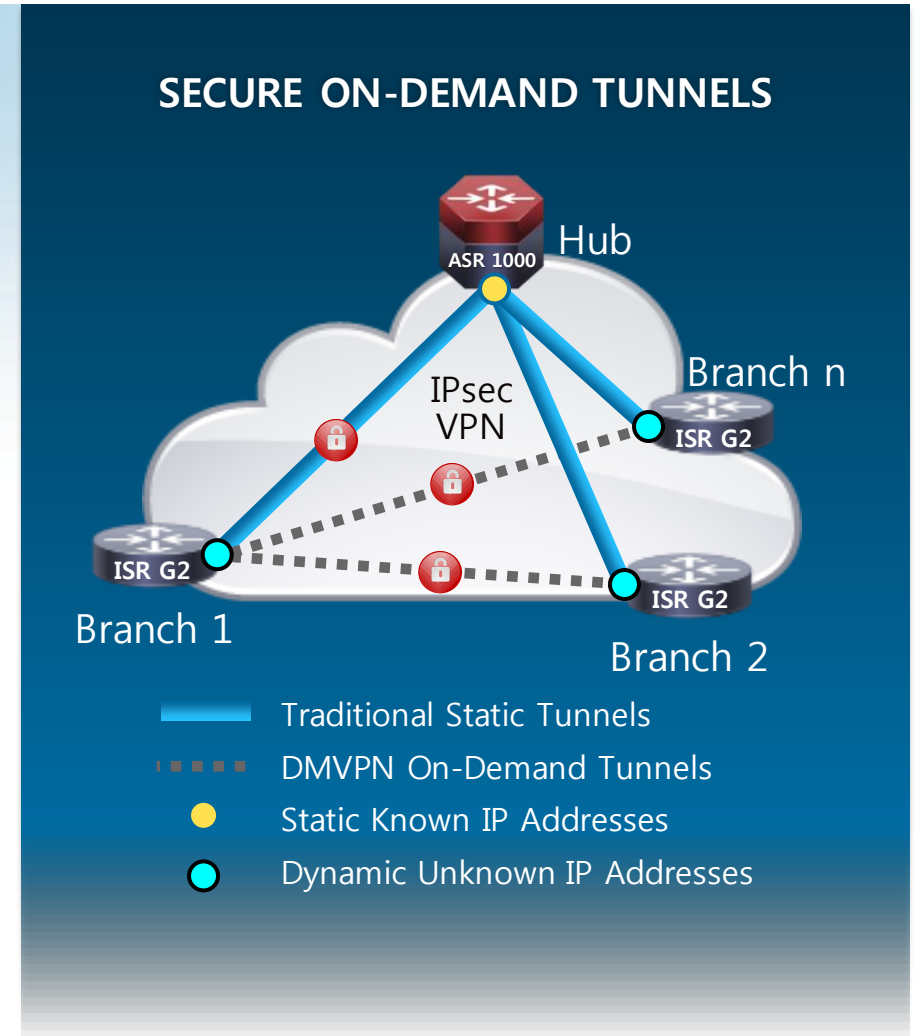 SECURE ON-DEMAND TUNNELS
Hub
ASR 1000
IPsec
VPN
Branch n
ISR G2
ISR G2
Branch 1
ISR G2
Branch 2
Traditional Static Tunnels
DMVPN On-Demand Tunnels
Static Known IP Addresses
Dynamic Unknown IP Addresses